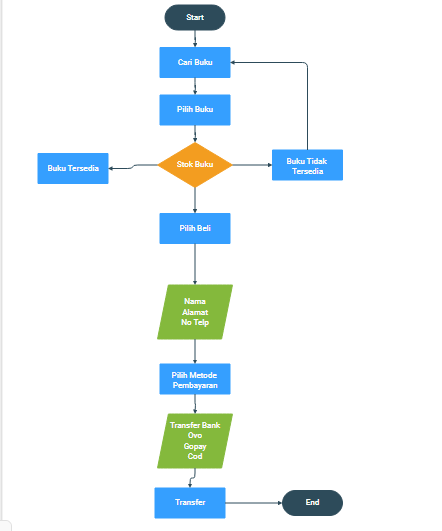 Start
Cari Buku
Pilih Buku
Stok Buku
Buku Tersedia
Buku Tidak
Tersedia
Pilih Beli
Nama
Alamat
No Telp
Pilih Metode
Pembayaran
Transfer Bank
Ovo
Gopay
Cod
Transfer
End